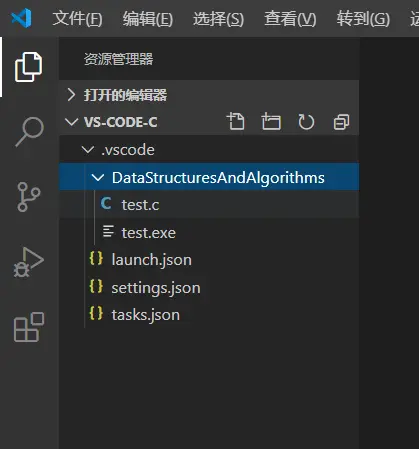 文件(F) 编辑(E) 选择(S) 查看(V) 转到(G)
资源管理器
打开的编辑器
VS-CODE-C
.vscode
DataStructuresAndAlgorithms
C test.c
test.exe
{} launch.json
{} settings.json
{} tasks.json